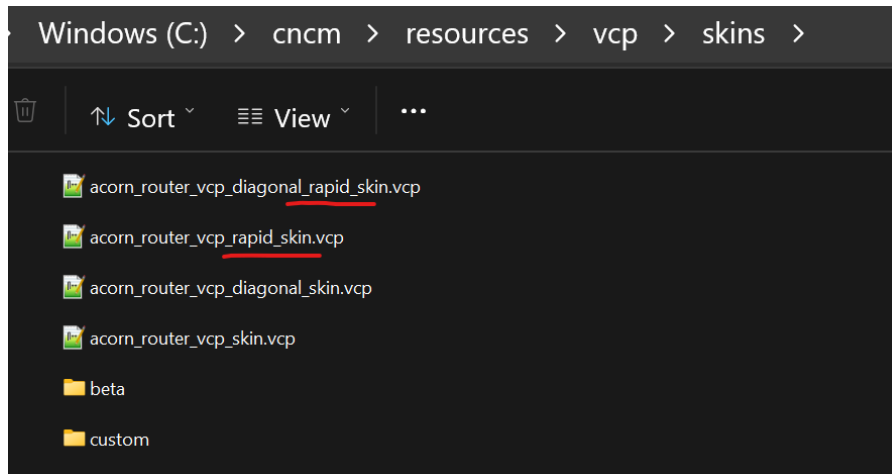 Windows (C:) > cncm > resources > vcp > skins >
Sort View ...
acorn_router_vcp_diagonal_rapid_skin.vcp
acorn_router_vcp_rapid_skin.vcp
acorn_router_vcp_diagonal_skin.vcp
acorn_router_vcp_skin.vcp
beta
custom